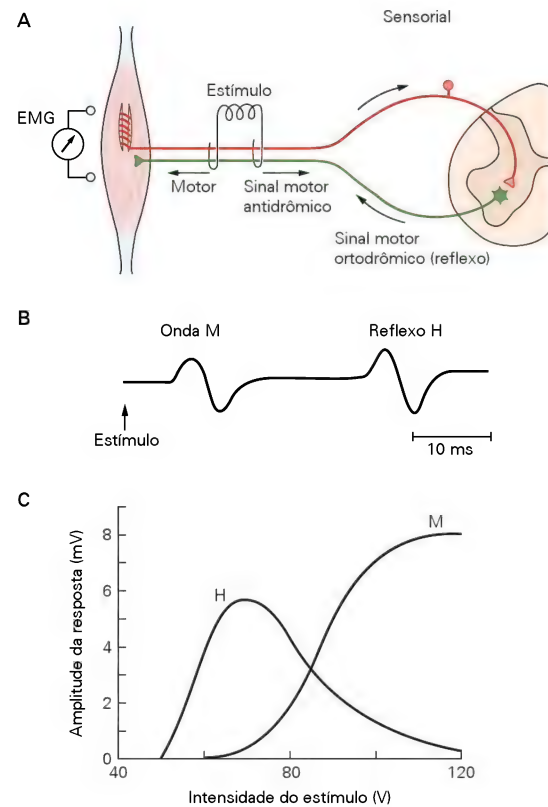 A
Sensorial
Estímulo
EMG
Motor
Sinal motor
antidrômico
Sinal motor
ortodrômico (reflexo)
B
Onda M
Reflexo H
Estímulo
10 ms
C
Amplitude da resposta (mV)
8
6
4
2
0
H
M
40
80
120
Intensidade do estímulo (V)